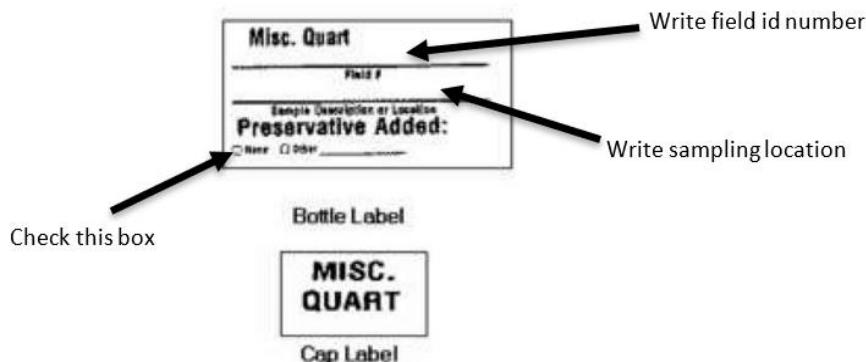 Write field id number
Misc. Quart
Field #
Sample Description or Location
Write sampling location
Preservative Added:
None Other
Check this box
Bottle Label
MISC.
QUART
Cap Label